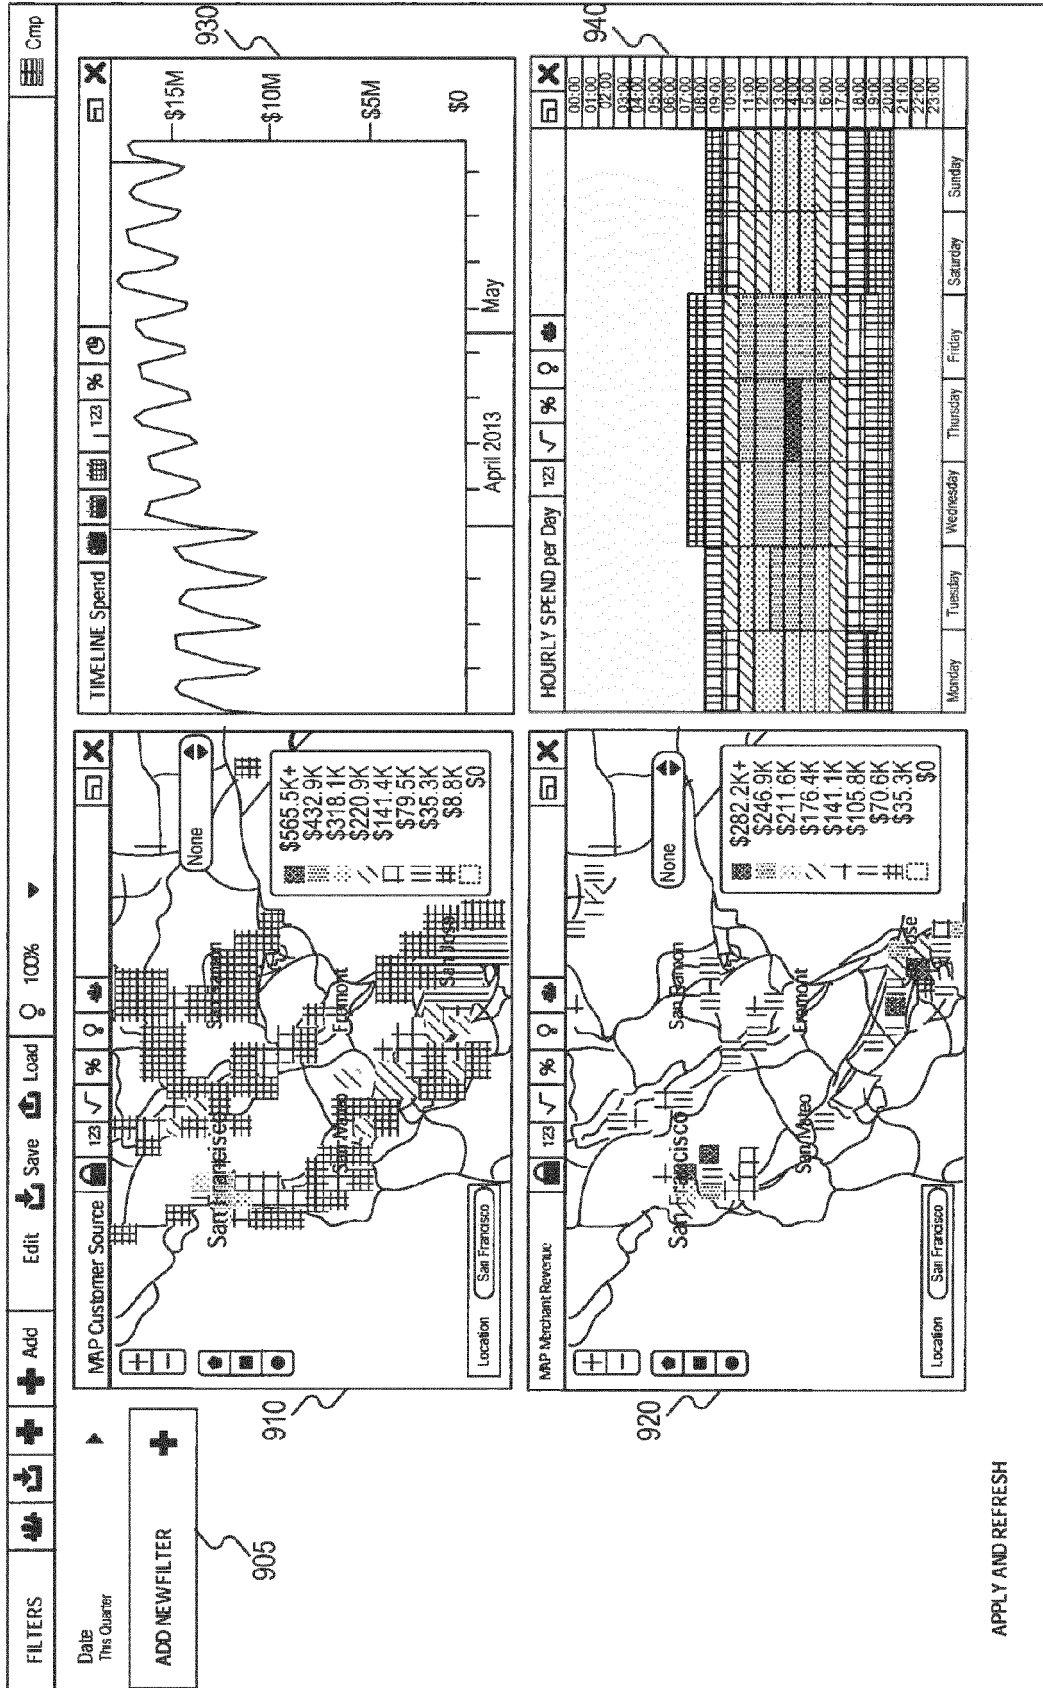 FILTERS
Add
Edit
Save
Load
100%
Cmp
Date
This Quarter
ADD NEW FILTER
905
APPLY AND REFRESH
MAP Customer Source
123
√
%
San Francisco
San Ramon
San Mateo
Fremont
San Jose
None
$565.5K+
$432.9K
$318.1K
$220.9K
$141.4K
$79.5K
$35.3K
$8.8K
$0
Location
San Francisco
910
TIMELINE Spend
123
%
$15M
$10M
$5M
$0
April 2013
May
930
MAP Merchant Revenue
123
√
%
San Francisco
San Ramon
San Mateo
Fremont
ose
None
$282.2K+
$246.9K
$211.6K
$176.4K
$141.1K
$105.8K
$70.6K
$35.3K
$0
Location
San Francisco
920
HOURLY SPEND per Day
123
√
%
00:00
01:00
02:00
03:00
04:00
05:00
06:00
07:00
08:00
09:00
10:00
11:00
12:00
13:00
14:00
15:00
16:00
17:00
18:00
19:00
20:00
21:00
22:00
23:00
Monday
Tuesday
Wednesday
Thursday
Friday
Saturday
Sunday
940